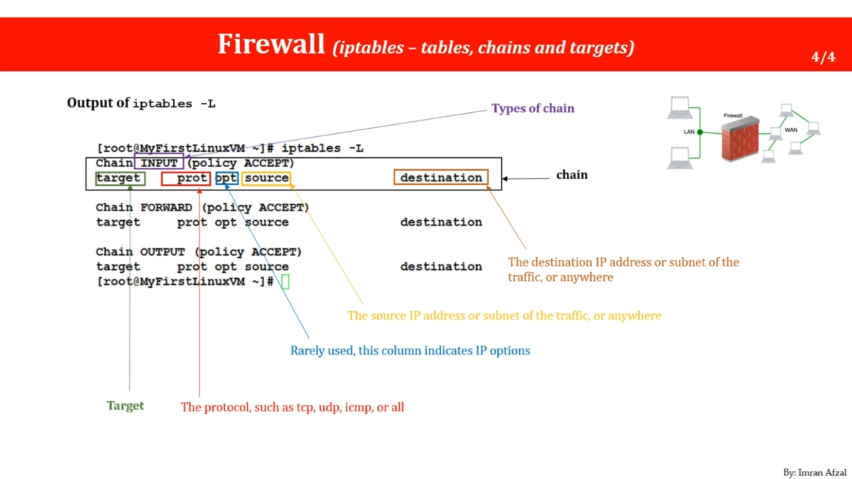 Firewall (iptables – tables, chains and targets)
4/4
Output of iptables -L
Types of chain
Firewall
LAN
WAN
[root@MyFirstLinuxVM ~]# iptables -L
Chain INPUT (policy ACCEPT)
target prot opt source destination
chain
Chain FORWARD (policy ACCEPT)
target prot opt source destination
Chain OUTPUT (policy ACCEPT)
target prot opt source destination
[root@MyFirstLinuxVM ~]#
The destination IP address or subnet of the
traffic, or anywhere
The source IP address or subnet of the traffic, or anywhere
Rarely used, this column indicates IP options
Target
The protocol, such as tcp, udp, icmp, or all
By: Imran Afzal